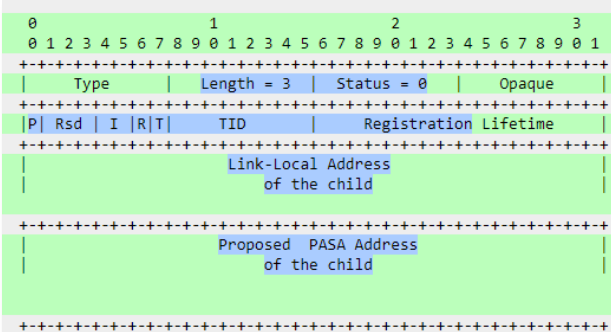 0                   1                   2                   3
 0 1 2 3 4 5 6 7 8 9 0 1 2 3 4 5 6 7 8 9 0 1 2 3 4 5 6 7 8 9 0 1
+-+-+-+-+-+-+-+-+-+-+-+-+-+-+-+-+-+-+-+-+-+-+-+-+-+-+-+-+-+-+-+-+
|     Type      |   Length = 3  |  Status = 0   |    Opaque     |
+-+-+-+-+-+-+-+-+-+-+-+-+-+-+-+-+-+-+-+-+-+-+-+-+-+-+-+-+-+-+-+-+
|P| Rsd | I |R|T|     TID       |     Registration Lifetime     |
+-+-+-+-+-+-+-+-+-+-+-+-+-+-+-+-+-+-+-+-+-+-+-+-+-+-+-+-+-+-+-+-+
|                      Link-Local Address                       |
|                          of the child                         |
+-+-+-+-+-+-+-+-+-+-+-+-+-+-+-+-+-+-+-+-+-+-+-+-+-+-+-+-+-+-+-+-+
|                     Proposed  PASA Address                    |
|                          of the child                         |
+-+-+-+-+-+-+-+-+-+-+-+-+-+-+-+-+-+-+-+-+-+-+-+-+-+-+-+-+-+-+-+-+